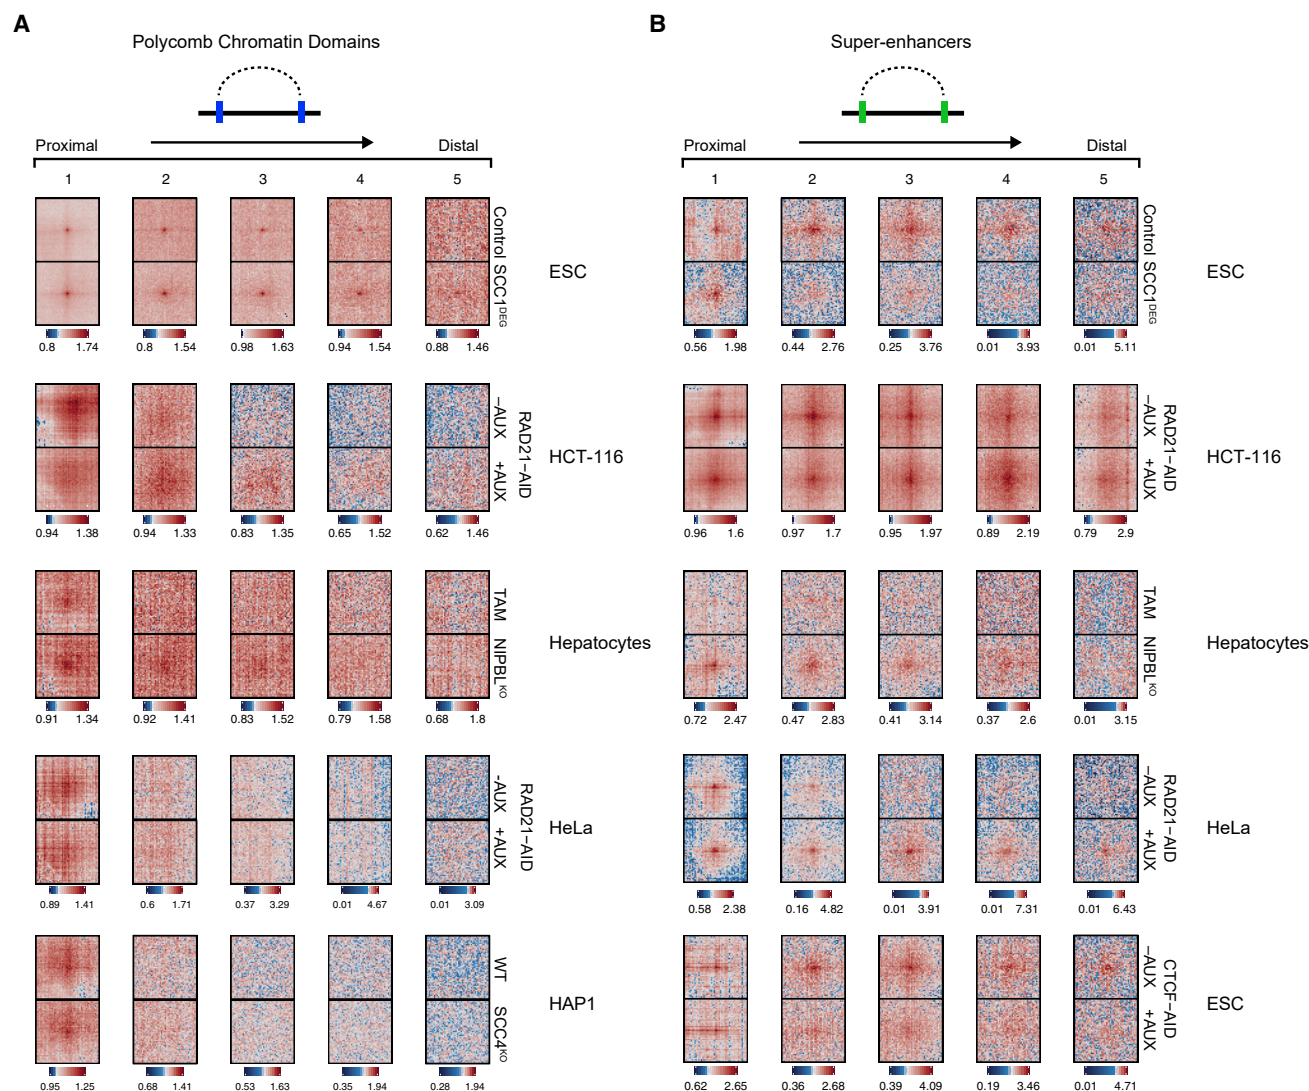 A
Polycomb Chromatin Domains
Proximal
Distal
1 2 3 4 5
Control SCC1DEG
ESC
0.8 1.74 0.8 1.54 0.98 1.63 0.94 1.54 0.88 1.46
RAD21−AID
−AUX +AUX
HCT-116
0.94 1.38 0.94 1.33 0.83 1.35 0.65 1.52 0.62 1.46
TAM NIPBLKO
Hepatocytes
0.91 1.34 0.92 1.41 0.83 1.52 0.79 1.58 0.68 1.8
RAD21−AID
-AUX +AUX
HeLa
0.89 1.41 0.6 1.71 0.37 3.29 0.01 4.67 0.01 3.09
WT SCC4KO
HAP1
0.95 1.25 0.68 1.41 0.53 1.63 0.35 1.94 0.28 1.94
B
Super-enhancers
Proximal
Distal
1 2 3 4 5
Control SCC1DEG
ESC
0.56 1.98 0.44 2.76 0.25 3.76 0.01 3.93 0.01 5.11
RAD21−AID
−AUX +AUX
HCT-116
0.96 1.6 0.97 1.7 0.95 1.97 0.89 2.19 0.79 2.9
TAM NIPBLKO
Hepatocytes
0.72 2.47 0.47 2.83 0.41 3.14 0.37 2.6 0.01 3.15
RAD21−AID
−AUX +AUX
HeLa
0.58 2.38 0.16 4.82 0.01 3.91 0.01 7.31 0.01 6.43
CTCF−AID
−AUX +AUX
ESC
0.62 2.65 0.36 2.68 0.39 4.09 0.19 3.46 0.01 4.71